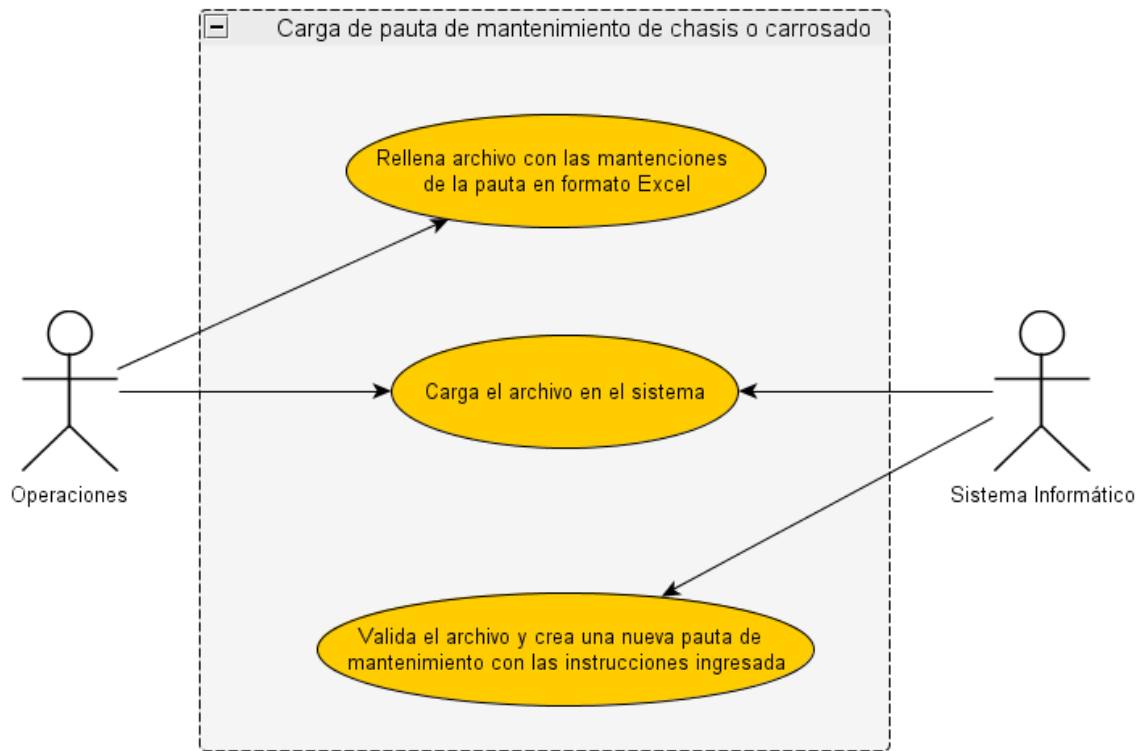 Carga de pauta de mantenimiento de chasis o carrosado
Rellena archivo con las mantenciones
de la pauta en formato Excel
Carga el archivo en el sistema
Operaciones
Sistema Informático
Valida el archivo y crea una nueva pauta de
mantenimiento con las instrucciones ingresada